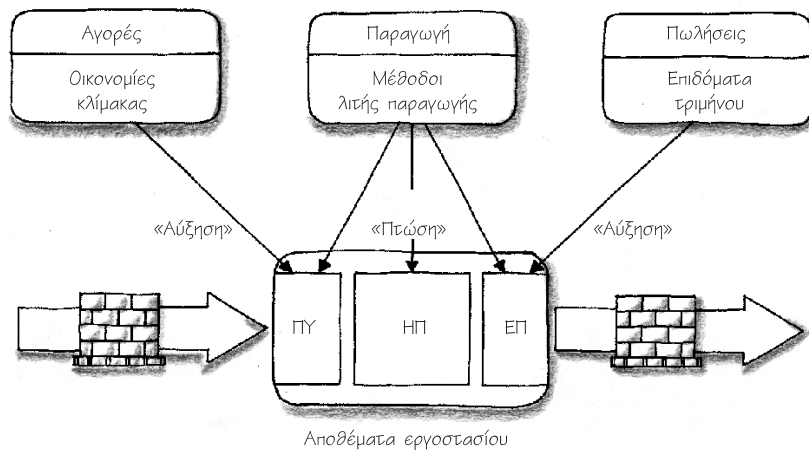 Αγορές
Οικονομίες
κλίμακας
Παραγωγή
Μέθοδοι
λιτής παραγωγής
Πωλήσεις
Επιδόματα
τριμήνου
«Αύξηση»
«Πτώση»
«Αύξηση»
ΠΥ
ΗΠ
ΕΠ
Αποθέματα εργοστασίου